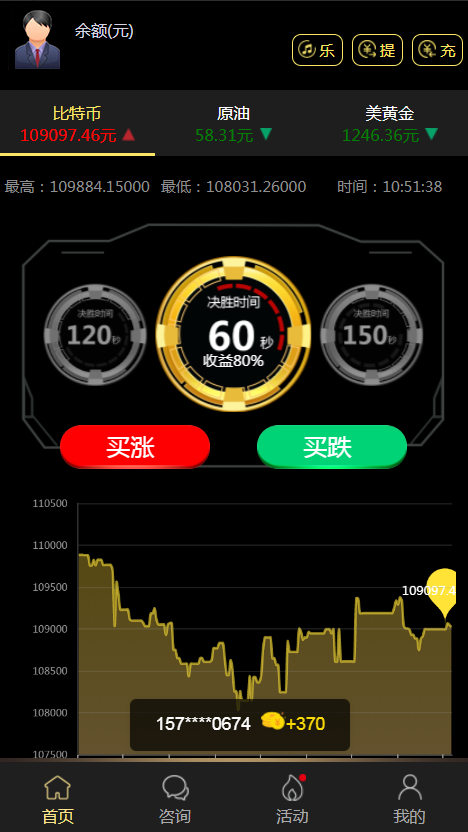 余额(元)
乐 提 充
比特币 原油 美黄金
109097.46元 58.31元 1246.36元
最高：109884.15000 最低：108031.26000 时间：10:51:38
决胜时间 决胜时间 决胜时间
120秒 60秒 150秒
收益80%
买涨 买跌
110500
110000
109500
109097.4
109000
108500
108000
157****0674 +370
107500
首页 咨询 活动 我的